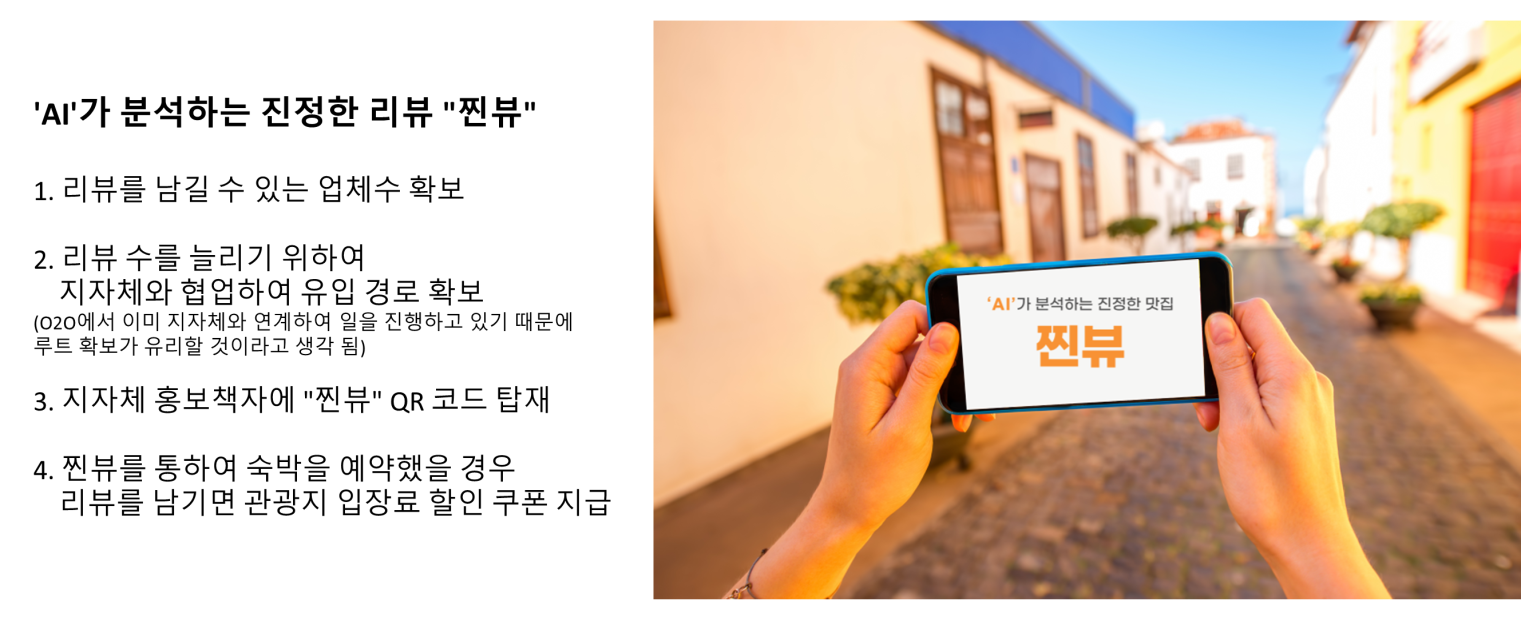 'AI'가 분석하는 진정한 리뷰 "찐뷰"
1. 리뷰를 남길 수 있는 업체수 확보
2. 리뷰 수를 늘리기 위하여
지자체와 협업하여 유입 경로 확보
(O2O에서 이미 지자체와 연계하여 일을 진행하고 있기 때문에
루트 확보가 유리할 것이라고 생각 됨)
3. 지자체 홍보책자에 "찐뷰" QR 코드 탑재
4. 찐뷰를 통하여 숙박을 예약했을 경우
리뷰를 남기면 관광지 입장료 할인 쿠폰 지급
‘AI’가 분석하는 진정한 맛집
찐뷰